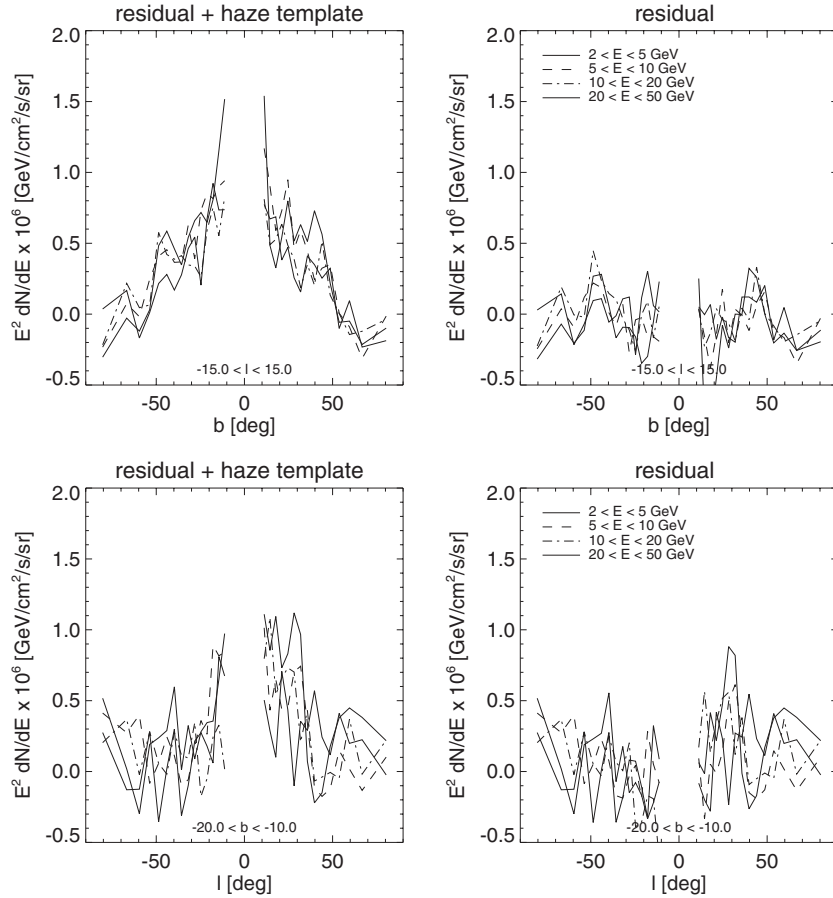 residual + haze template
2.0
1.5
1.0
0.5
0.0
-0.5
E² dN/dE x 10⁶ [GeV/cm²/s/sr]
-15.0 < l < 15.0
-50 0 50
b [deg]
residual
2.0
1.5
1.0
0.5
0.0
-0.5
E² dN/dE x 10⁶ [GeV/cm²/s/sr]
2 < E < 5 GeV
5 < E < 10 GeV
10 < E < 20 GeV
20 < E < 50 GeV
-15.0 < l < 15.0
-50 0 50
b [deg]
residual + haze template
2.0
1.5
1.0
0.5
0.0
-0.5
E² dN/dE x 10⁶ [GeV/cm²/s/sr]
-20.0 < b < -10.0
-50 0 50
l [deg]
residual
2.0
1.5
1.0
0.5
0.0
-0.5
E² dN/dE x 10⁶ [GeV/cm²/s/sr]
2 < E < 5 GeV
5 < E < 10 GeV
10 < E < 20 GeV
20 < E < 50 GeV
-20.0 < b < -10.0
-50 0 50
l [deg]